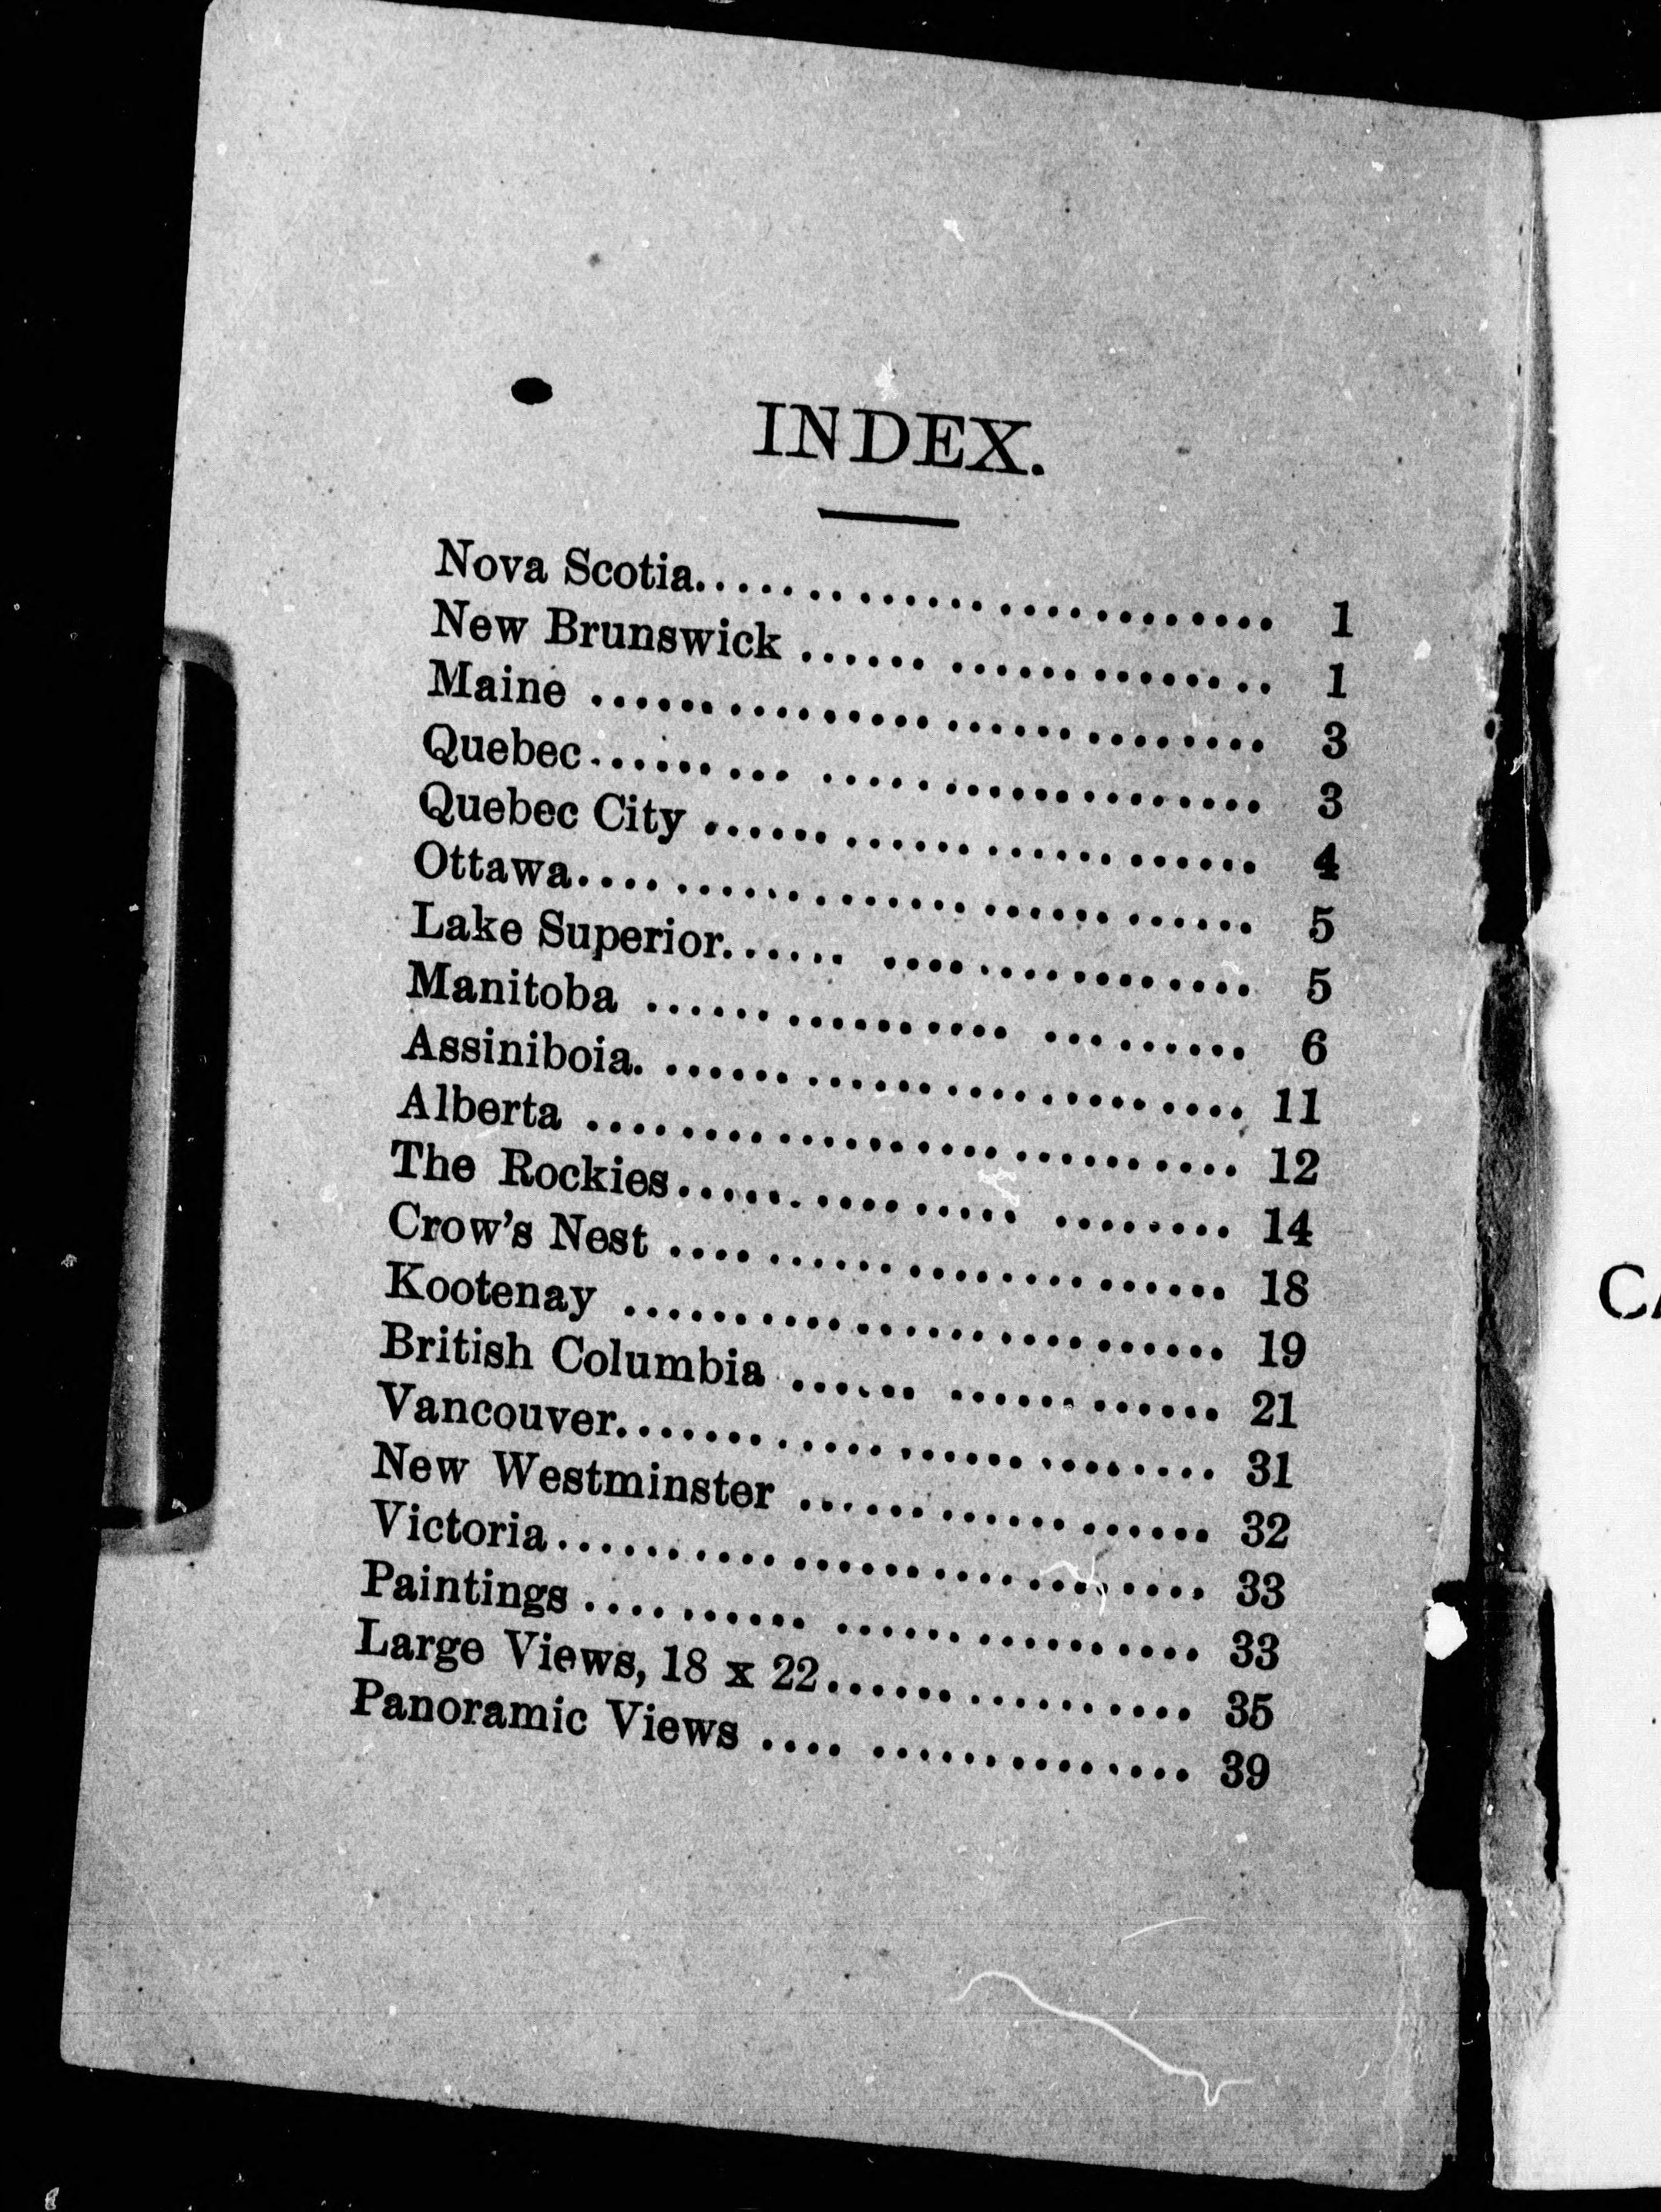 INDEX.
Nova Scotia........................ 1
New Brunswick ...... .............. 1
Maine ............................. 3
Quebec......... ................... 3
Quebec City ........................ 4
Ottawa............................. 5
Lake Superior...... ................ 5
Manitoba ................ ......... 6
Assiniboia. ........................ 11
Alberta ............................ 12
The Rockies................ ........ 14
Crow's Nest ........................ 18
Kootenay .......................... 19
British Columbia ...... ............ 21
Vancouver.......................... 31
New Westminster .................. 32
Victoria............................ 33
Paintings .......... ................ 33
Large Views, 18 x 22................ 35
Panoramic Views .... .............. 39